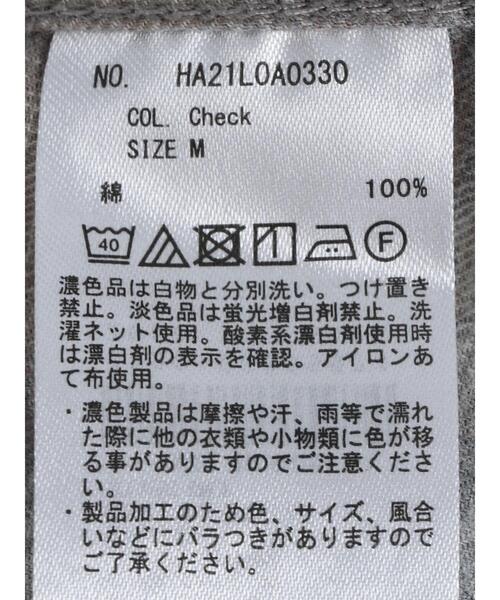 NO. HA21LOA0330
COL. Check
SIZE M
綿 100%
40 F
濃色品は白物と分別洗い。つけ置き
禁止。淡色品は蛍光増白剤禁止。洗
濯ネット使用。酸素系漂白剤使用時
は漂白剤の表示を確認。アイロンあ
て布使用。
・濃色製品は摩擦や汗、雨等で濡れ
た際に他の衣類や小物類に色が移
る事がありますのでご注意くださ
い。
・製品加工のため色、サイズ、風合
いなどにバラつきがありますので
ご了承ください。